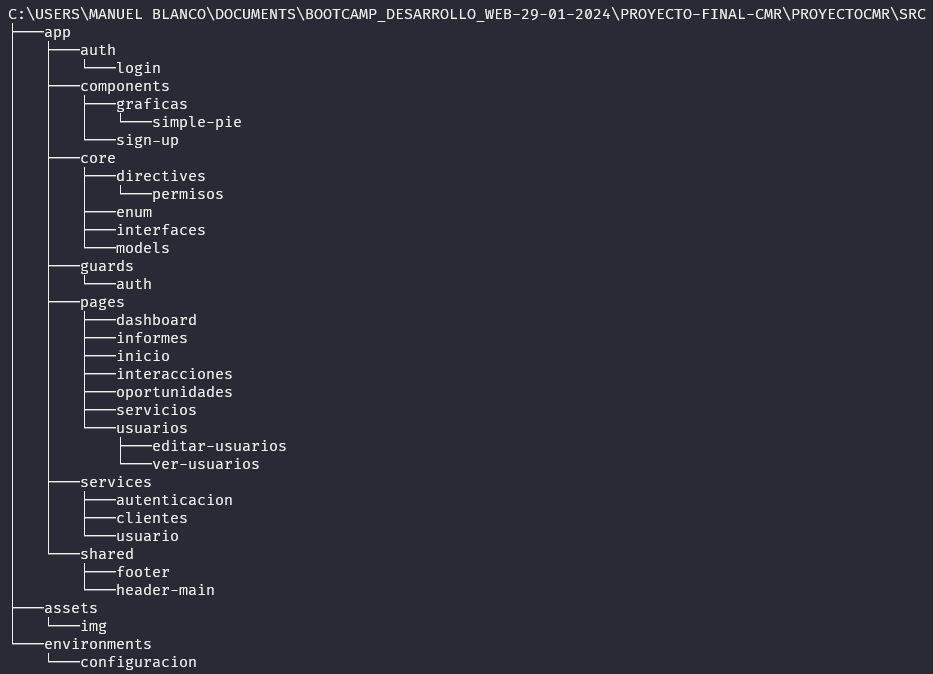 C:\USERS\MANUEL BLANCO\DOCUMENTS\BOOTCAMP_DESARROLLO_WEB-29-01-2024\PROYECTO-FINAL-CMR\PROYECTOCMR\SRC
├───app
│   ├───auth
│   │   └───login
│   ├───components
│   │   ├───graficas
│   │   │   └───simple-pie
│   │   └───sign-up
│   ├───core
│   │   ├───directives
│   │   │   └───permisos
│   │   ├───enum
│   │   ├───interfaces
│   │   └───models
│   ├───guards
│   │   └───auth
│   ├───pages
│   │   ├───dashboard
│   │   ├───informes
│   │   ├───inicio
│   │   ├───interacciones
│   │   ├───oportunidades
│   │   ├───servicios
│   │   └───usuarios
│   │       ├───editar-usuarios
│   │       └───ver-usuarios
│   ├───services
│   │   ├───autenticacion
│   │   ├───clientes
│   │   └───usuario
│   └───shared
│       ├───footer
│       └───header-main
├───assets
│   └───img
└───environments
    └───configuracion